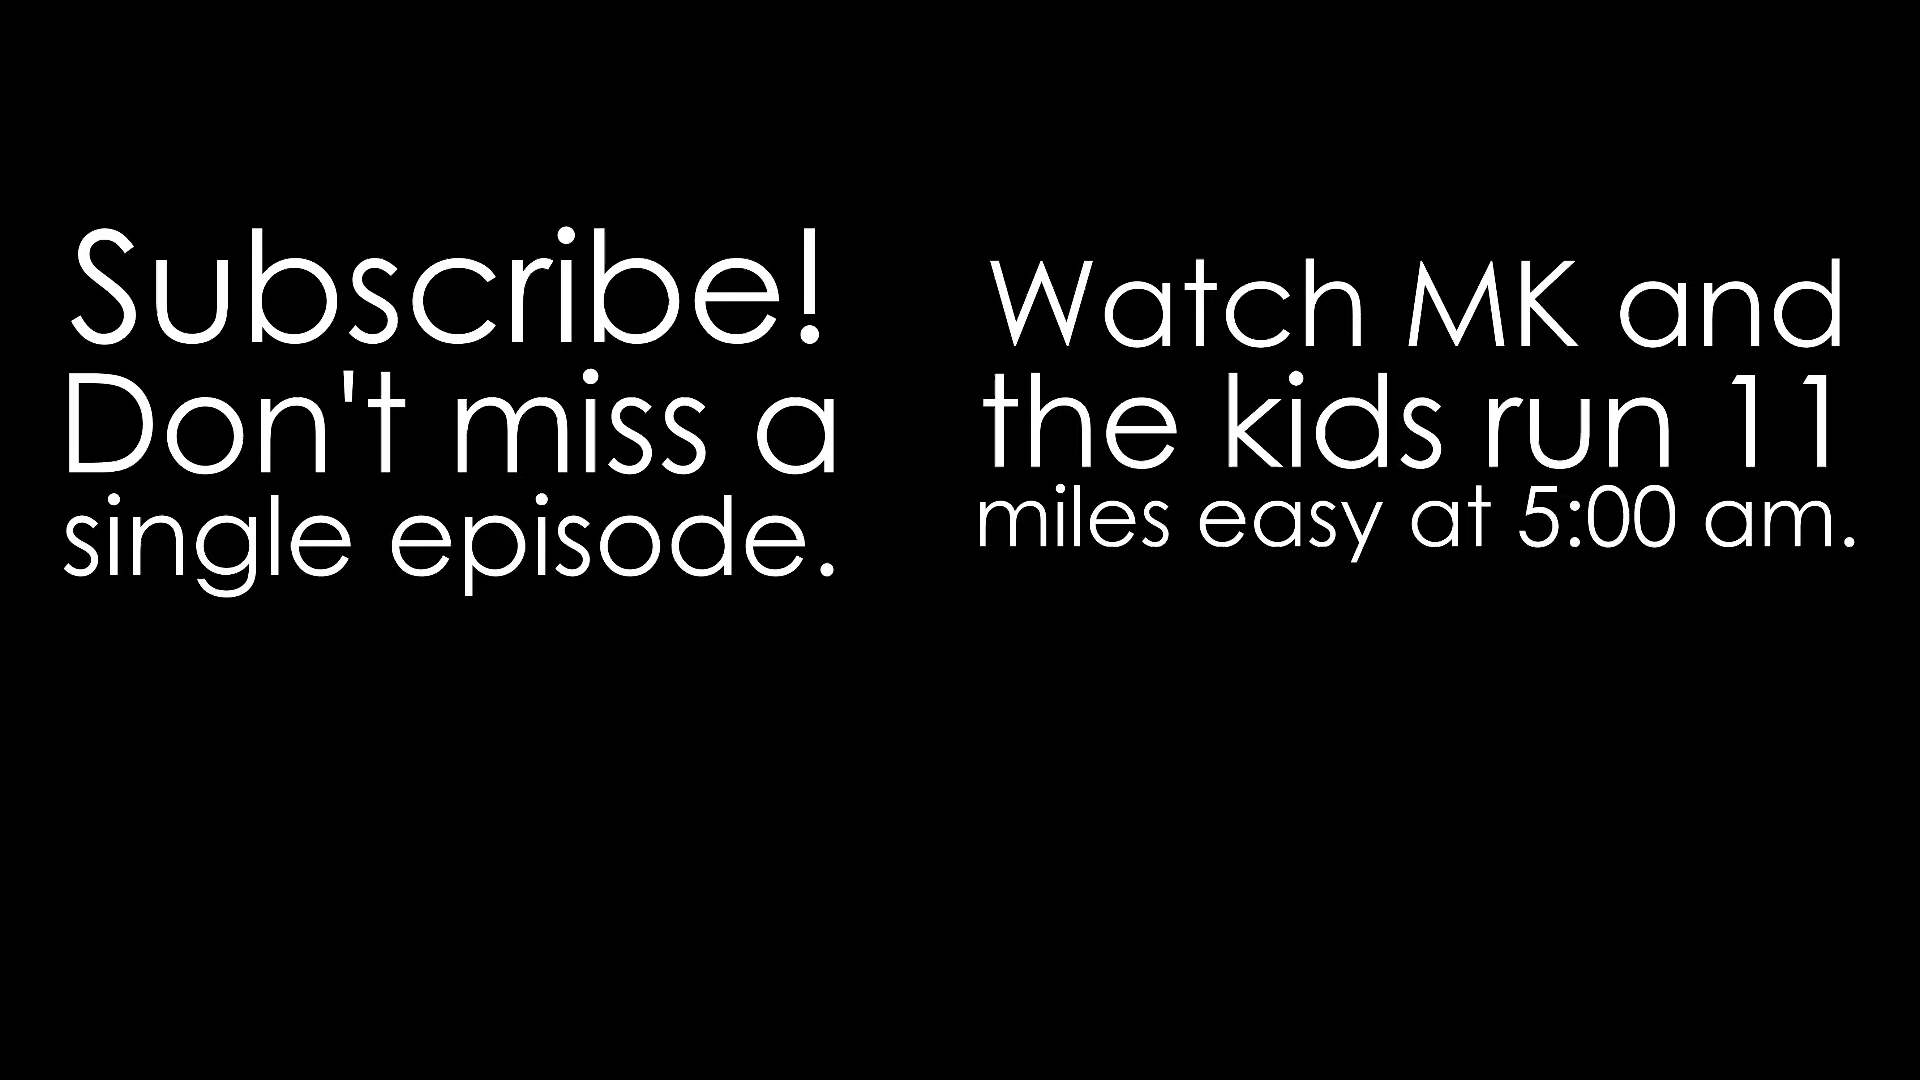 Subscribe!
Don't miss a
single episode.
Watch MK and
the kids run 11
miles easy at 5:00 am.